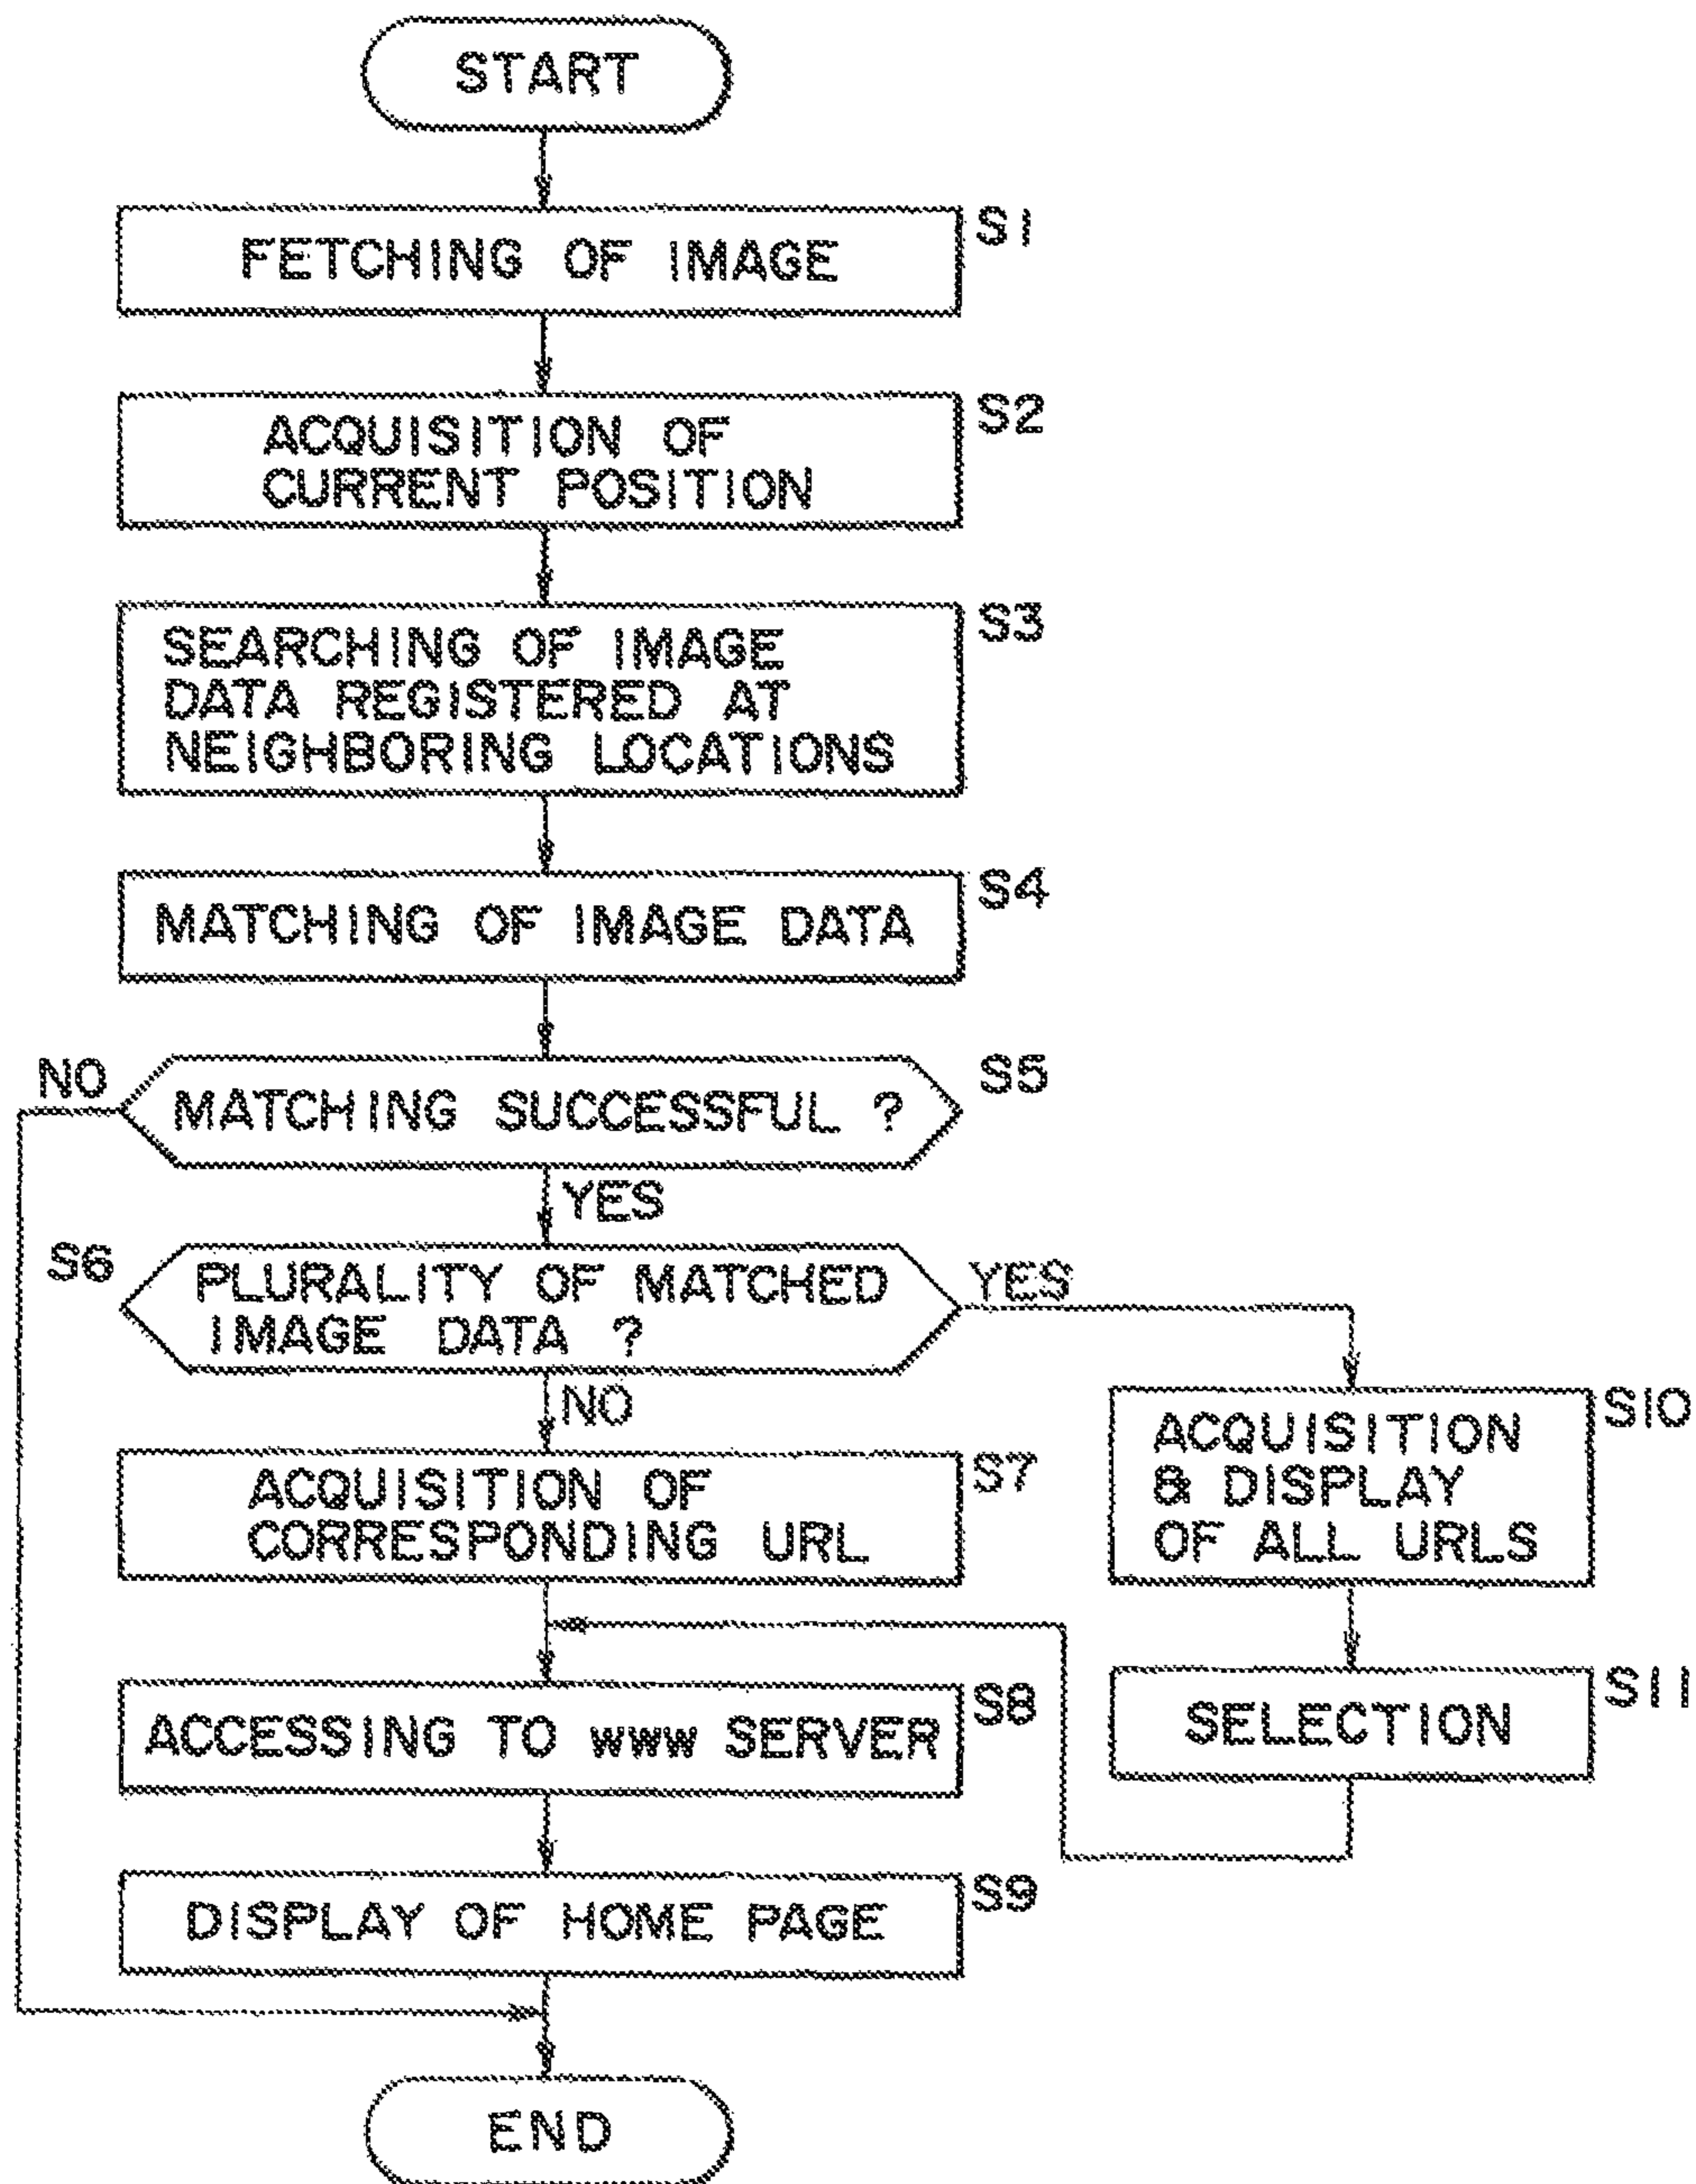 START
FETCHING OF IMAGE
S1
ACQUISITION OF
CURRENT POSITION
S2
SEARCHING OF IMAGE
DATA REGISTERED AT
NEIGHBORING LOCATIONS
S3
MATCHING OF IMAGE DATA
S4
NO
MATCHING SUCCESSFUL ?
S5
YES
S6
PLURALITY OF MATCHED
IMAGE DATA ?
YES
NO
ACQUISITION OF
CORRESPONDING URL
S7
ACQUISITION
& DISPLAY
OF ALL URLS
S10
ACCESSING TO WWW SERVER
S8
SELECTION
S11
DISPLAY OF HOME PAGE
S9
END